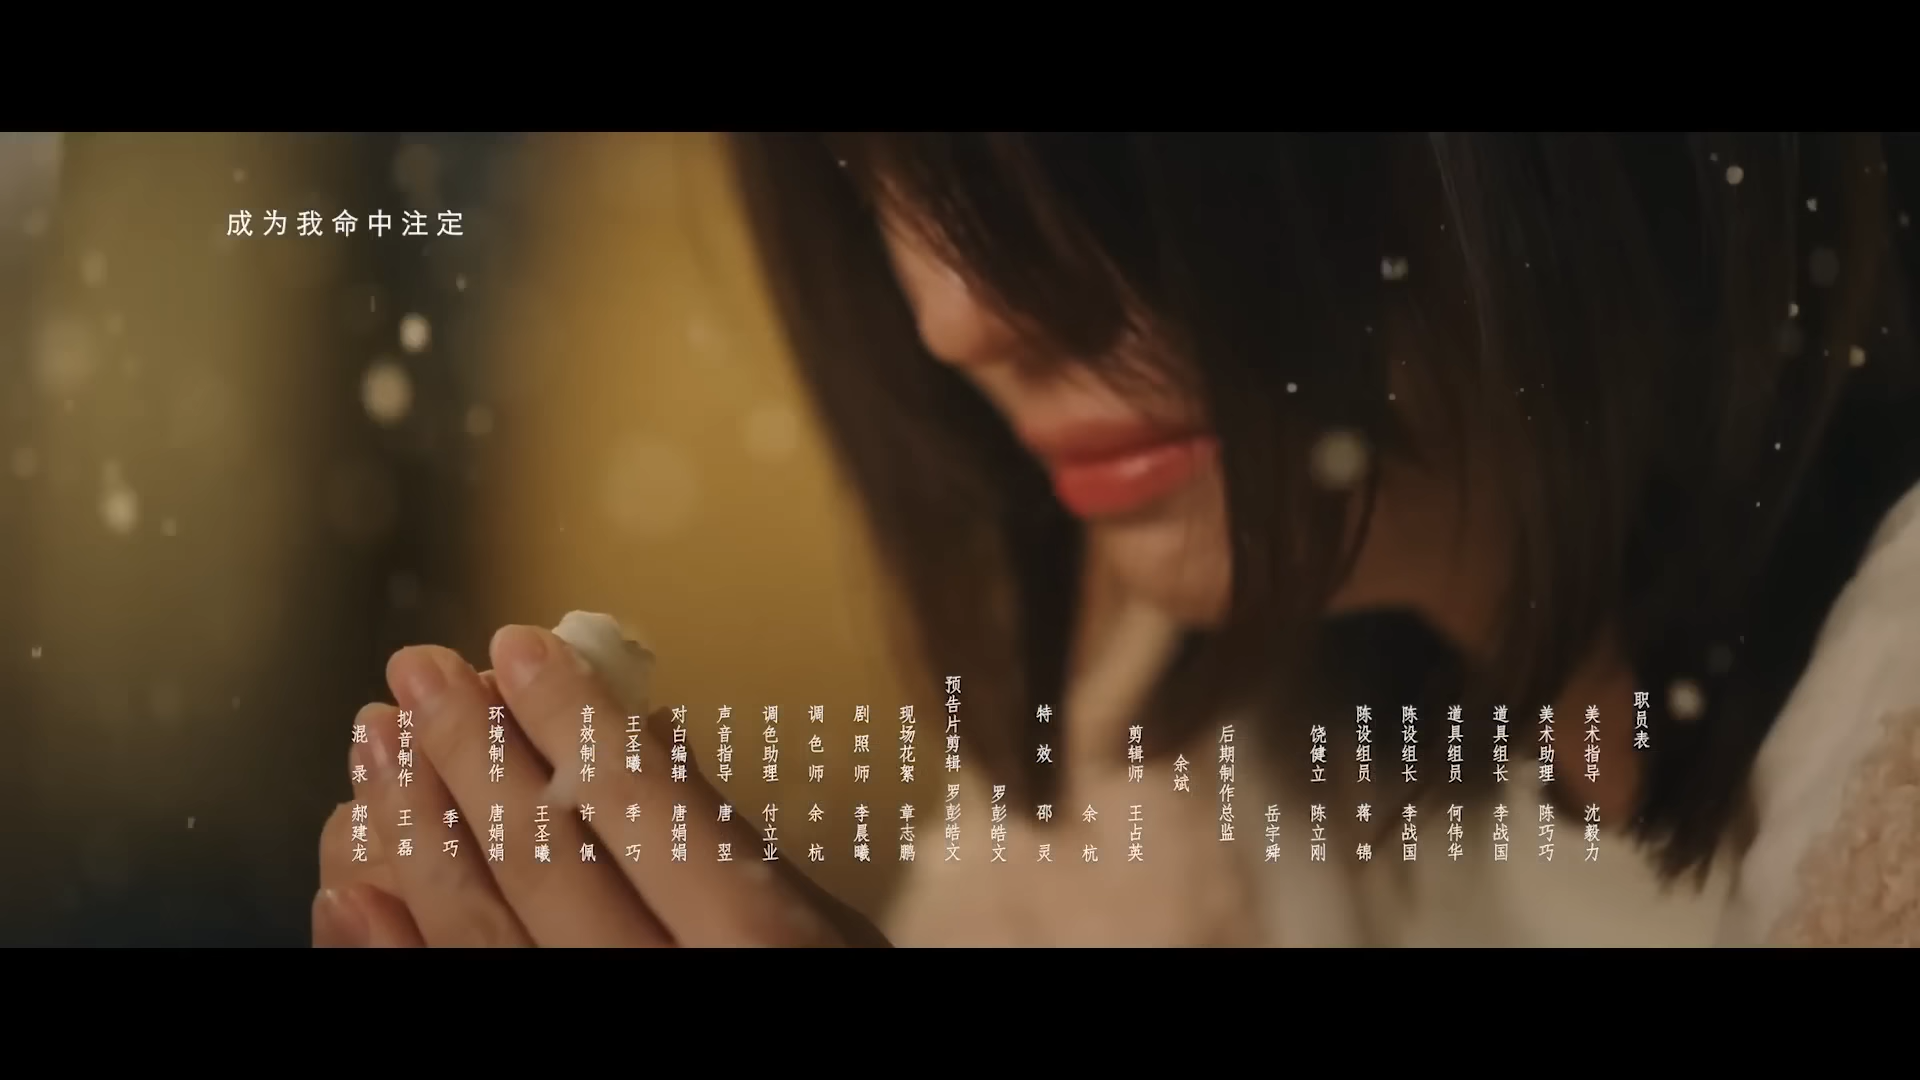 成为我命中注定
职员表
美术指导 沈毅力
美术助理 陈巧巧
道具组长 李战国
道具组员 何伟华
陈设组长 李战国
陈设组员 蒋锦
饶健立 陈立刚
岳宇舜
后期制作总监
余斌
剪辑师 王占英
余杭
特效 邵灵
罗彭皓文
预告片剪辑 罗彭皓文
现场花絮 章志鹏
剧照师 李晨曦
调色师 余杭
调色助理 付立业
声音指导 唐翌
对白编辑 唐娟娟
王圣曦 季巧
音效制作 许佩
王圣曦
环境制作 唐娟娟
季巧
拟音制作 王磊
混录 郝建龙